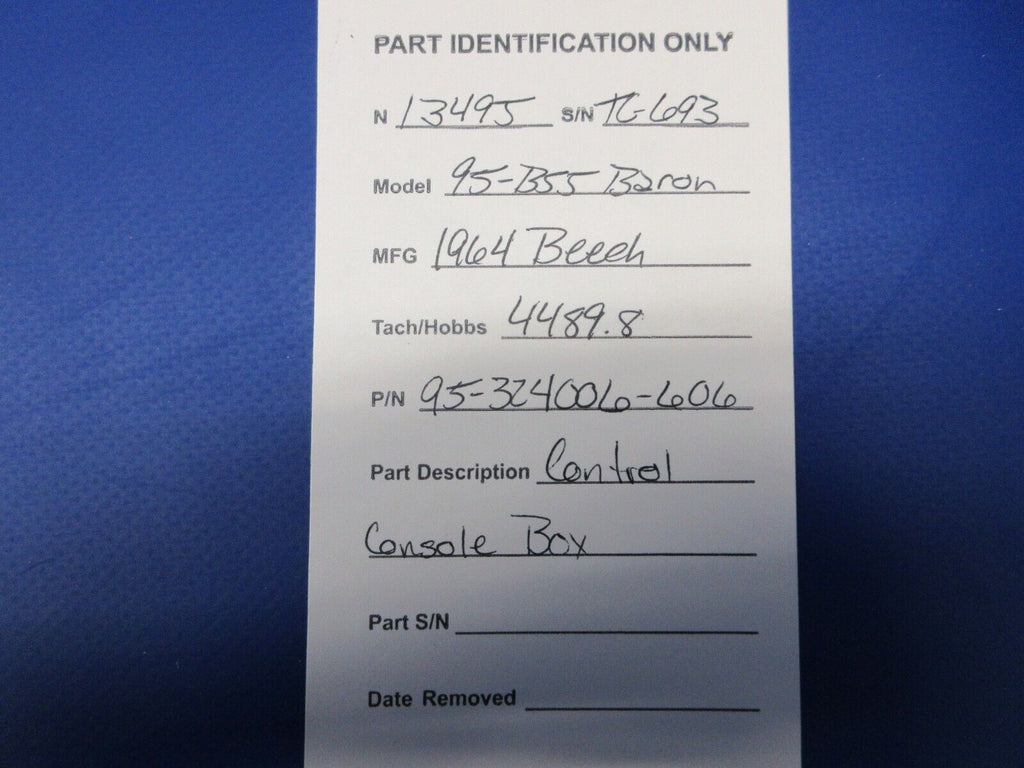 PART IDENTIFICATION ONLY
N 13495 S/N TC-693
Model 95-B55 Baron
MFG 1964 Beech
Tach/Hobbs 4489.8
P/N 95-324006-606
Part Description Control
Console Box
Part S/N
Date Removed